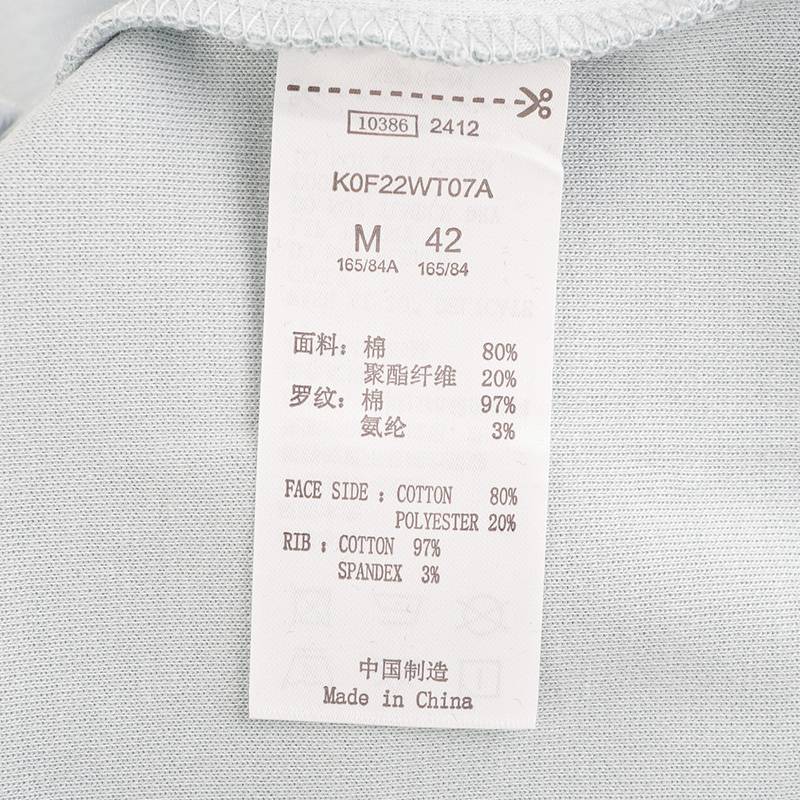 10386 2412
K0F22WT07A
M 42
165/84A 165/84
面料：棉 80%
聚酯纤维 20%
罗纹：棉 97%
氨纶 3%
FACE SIDE : COTTON 80%
POLYESTER 20%
RIB : COTTON 97%
SPANDEX 3%
中国制造
Made in China